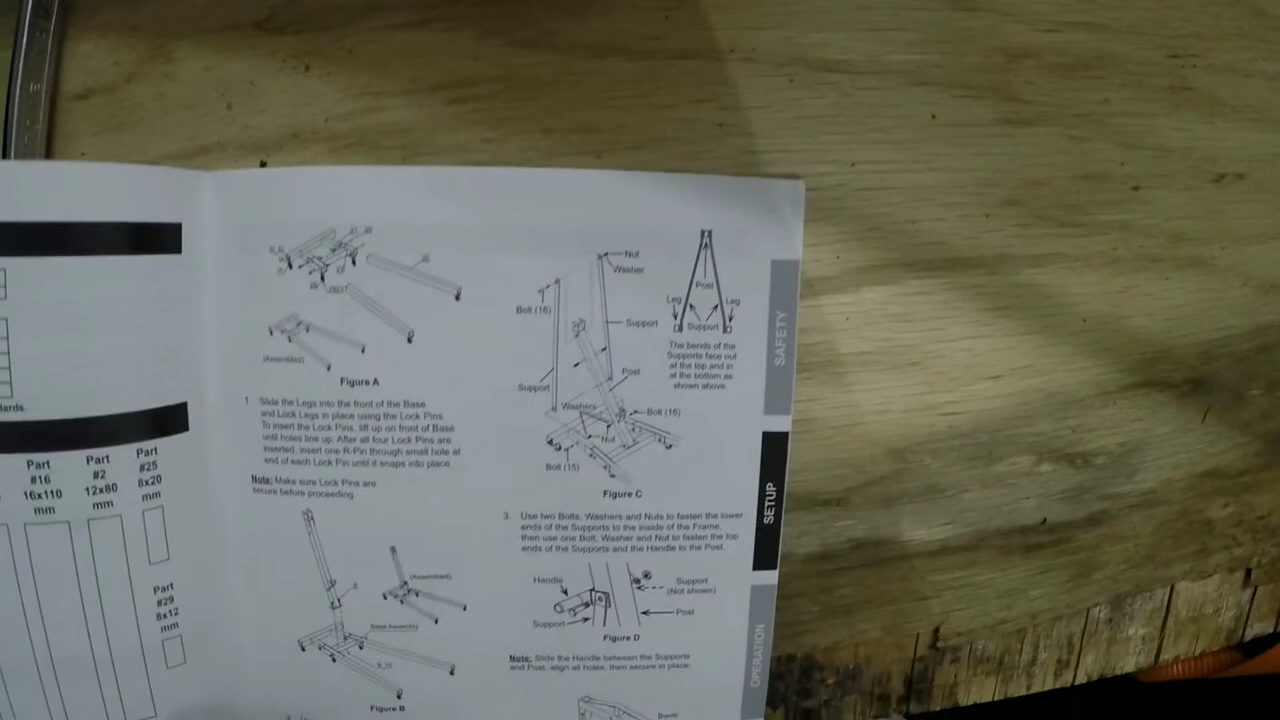 dards.
Part
#16
16x110
mm
Part
#2
12x80
mm
Part
#25
8x20
mm
Part
#29
8x12
mm
(Assembled)
Figure A
1. Slide the Legs into the front of the Base
and Lock Legs in place using the Lock Pins.
To insert the Lock Pins, lift up on front of Base
until holes line up. After all four Lock Pins are
inserted, insert one R-Pin through small hole at
end of each Lock Pin until it snaps into place.
Note: Make sure Lock Pins are
secure before proceeding.
(Assembled)
Base Assembly
Figure B
Nut
Washer
Bolt (16)
Support
Post
Support
Washers
Bolt (15)
Nut
Bolt (15)
Figure C
Post
Leg
Leg
Support
The bends of the
Supports face out
at the top and in
at the bottom as
shown above.
3. Use two Bolts, Washers and Nuts to fasten the lower
ends of the Supports to the inside of the Frame,
then use one Bolt, Washer and Nut to fasten the top
ends of the Supports and the Handle to the Post.
Handle
Support
(Not shown)
Post
Support
Figure D
Note: Slide the Handle between the Supports
and Post, align all holes, then secure in place.
Boom
SAFETY
SETUP
OPERATION